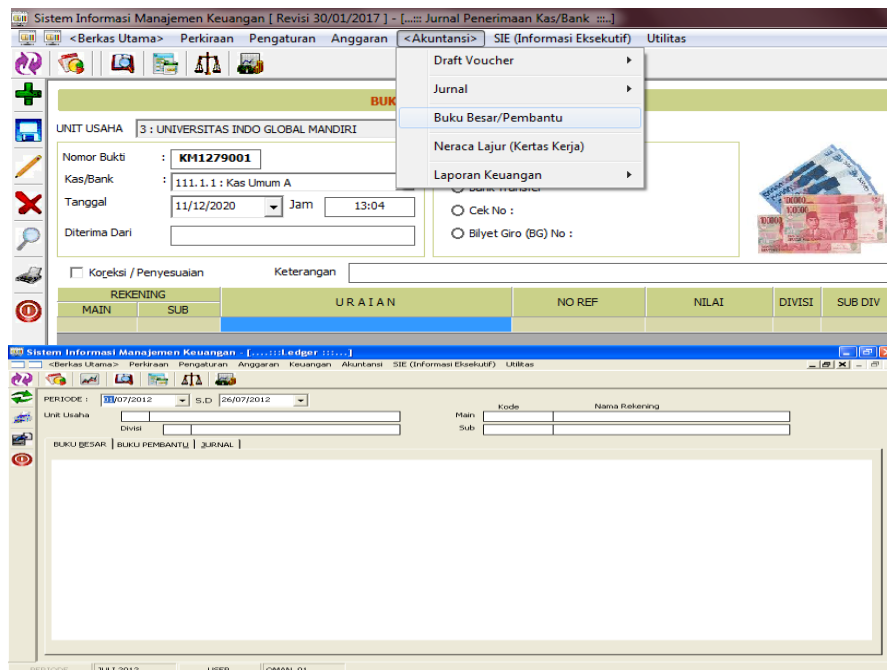 Sistem Informasi Manajemen Keuangan [ Revisi 30/01/2017 ] - [...::: Jurnal Penerimaan Kas/Bank :::...]
<Berkas Utama> Perkiraan Pengaturan Anggaran <Akuntansi> SIE (Informasi Eksekutif) Utilitas
Draft Voucher
Jurnal
Buku Besar/Pembantu
Neraca Lajur (Kertas Kerja)
Laporan Keuangan
BUK
UNIT USAHA 3 : UNIVERSITAS INDO GLOBAL MANDIRI
Nomor Bukti : KM1279001
Kas/Bank : 111.1.1 : Kas Umum A
Tanggal 11/12/2020 Jam 13:04
Cek No :
Diterima Dari
Bilyet Giro (BG) No :
Koreksi / Penyesuaian Keterangan
REKENING URAIAN NO REF NILAI DIVISI SUB DIV
MAIN SUB
Sistem Informasi Manajemen Keuangan - [....:::Ledger :::...]
<Berkas Utama> Perkiraan Pengaturan Anggaran Keuangan Akuntansi SIE (Informasi Eksekutif) Utilitas
PERIODE : 01/07/2012 S.D 26/07/2012
Kode Nama Rekening
Unit Usaha Main
Divisi Sub
BUKU BESAR BUKU PEMBANTU JURNAL